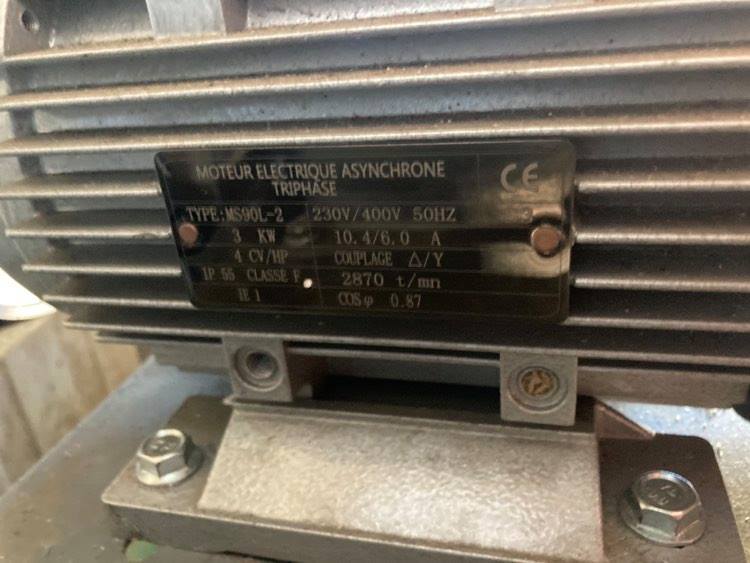 MOTEUR ELECTRIQUE ASYNCHRONE
TRIPHASE
CE
TYPE:MS90L-2 230V/400V 50HZ
3 KW 10.4/6.0 A
4 CV/HP COUPLAGE △/Y
IP 55 CLASSE F 2870 t/mn
IE 1 COSφ 0.87